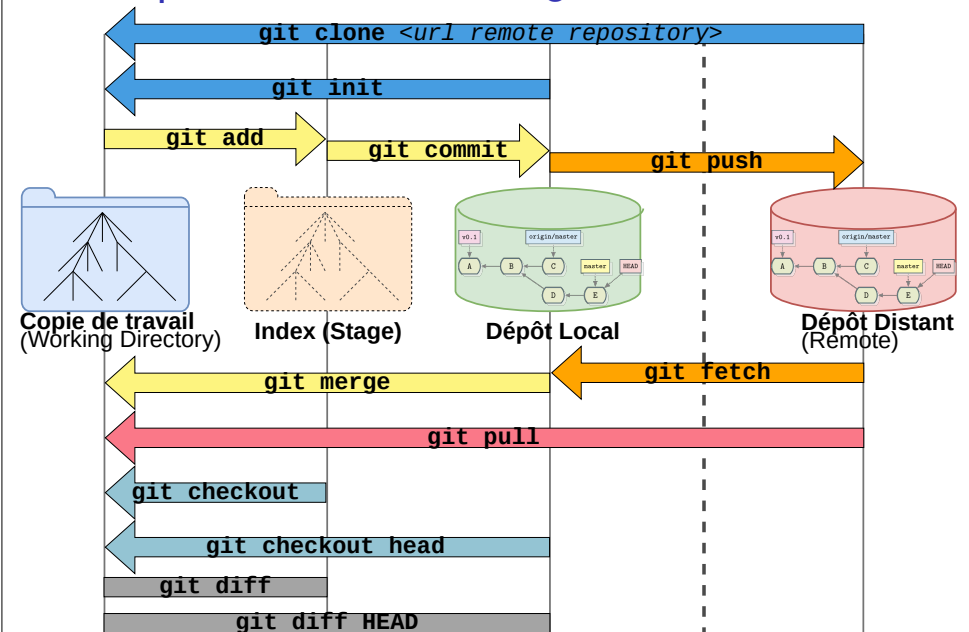 git clone <url remote repository>
git init
git add
git commit
git push
v0.1
origin/master
A
B
C
master
HEAD
D
E
v0.1
origin/master
A
B
C
master
HEAD
D
E
Copie de travail
(Working Directory)
Index (Stage)
Dépôt Local
Dépôt Distant
(Remote)
git fetch
git merge
git pull
git checkout
git checkout head
git diff
git diff HEAD